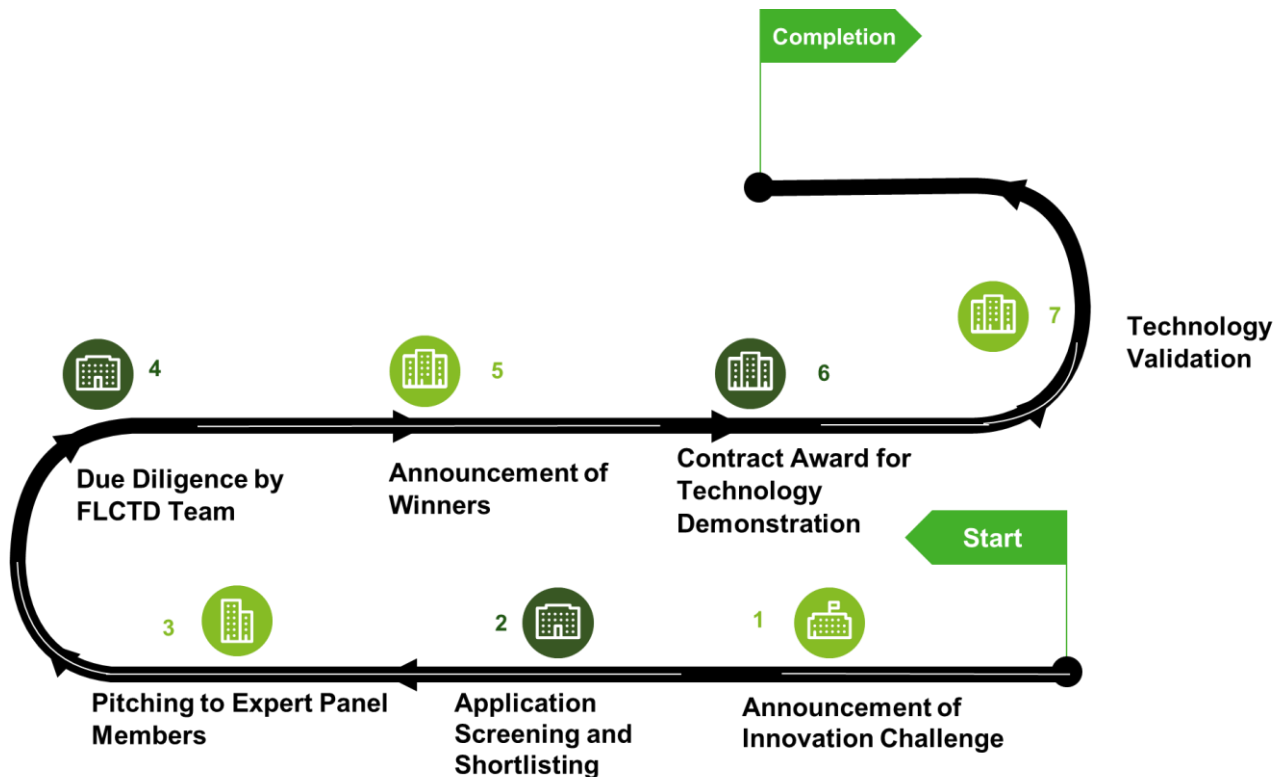 Completion
7
Technology
Validation
4
5
6
Due Diligence by
FLCTD Team
Announcement of
Winners
Contract Award for
Technology
Demonstration
Start
3
2
1
Pitching to Expert Panel
Members
Application
Screening and
Shortlisting
Announcement of
Innovation Challenge